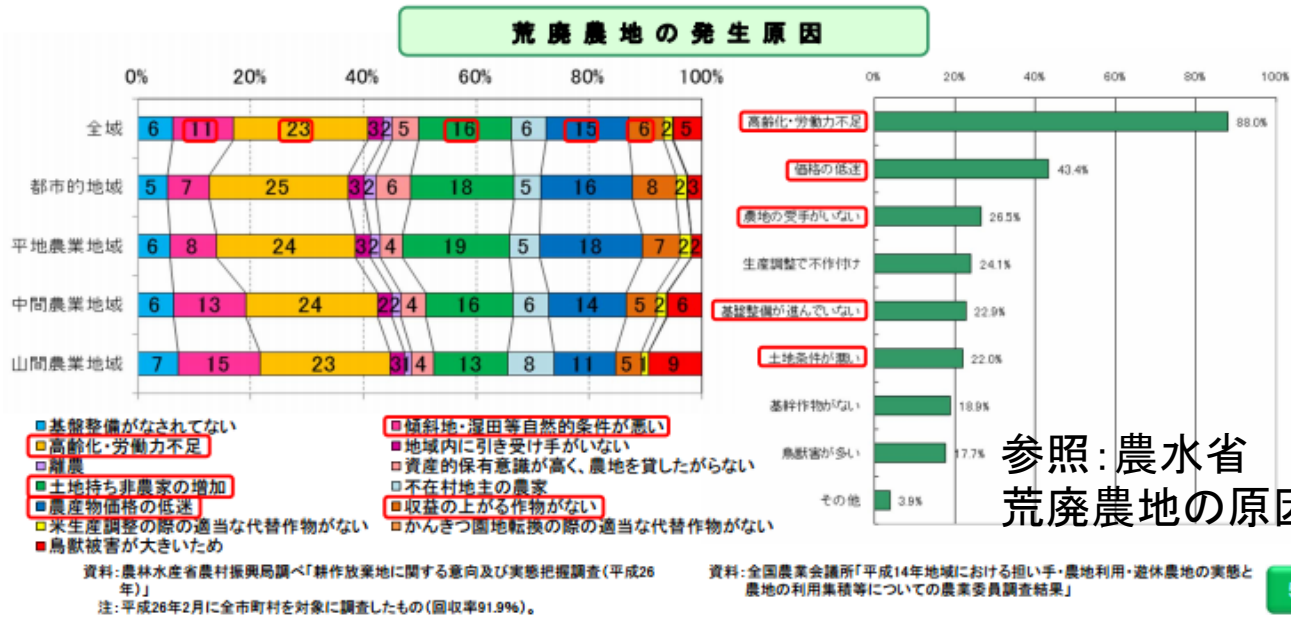 荒廃農地の発生原因
0% 20% 40% 60% 80% 100%
全域 6 11 23 3 2 5 16 6 15 6 2 5
都市的地域 5 7 25 3 2 6 18 5 16 8 2 3
平地農業地域 6 8 24 3 2 4 19 5 18 7 2 2
中間農業地域 6 13 24 2 2 4 16 6 14 5 2 6
山間農業地域 7 15 23 3 1 4 13 8 11 5 1 9
基盤整備がなされてない
傾斜地・湿田等自然的条件が悪い
高齢化・労働力不足
地域内に引き受け手がいない
離農
資産的保有意識が高く、農地を貸したがらない
土地持ち非農家の増加
不在村地主の農家
農産物価格の低迷
収益の上がる作物がない
米生産調整の際の適当な代替作物がない
かんきつ園地転換の際の適当な代替作物がない
鳥獣被害が大きいため
資料:農林水産省農村振興局調べ「耕作放棄地に関する意向及び実態把握調査(平成26
年)」
注:平成26年2月に全市町村を対象に調査したもの(回収率91.9%)。
0% 20% 40% 60% 80% 100%
高齢化・労働力不足 88.0%
価格の低迷 43.4%
農地の受手がいない 26.5%
生産調整で不作付け 24.1%
基盤整備が進んでいない 22.9%
土地条件が悪い 22.0%
基幹作物がない 18.9%
鳥獣害が多い 17.7%
その他 3.9%
参照:農水省
荒廃農地の原因
資料:全国農業会議所「平成14年地域における担い手・農地利用・遊休農地の実態と
農地の利用集積等についての農業委員調査結果」